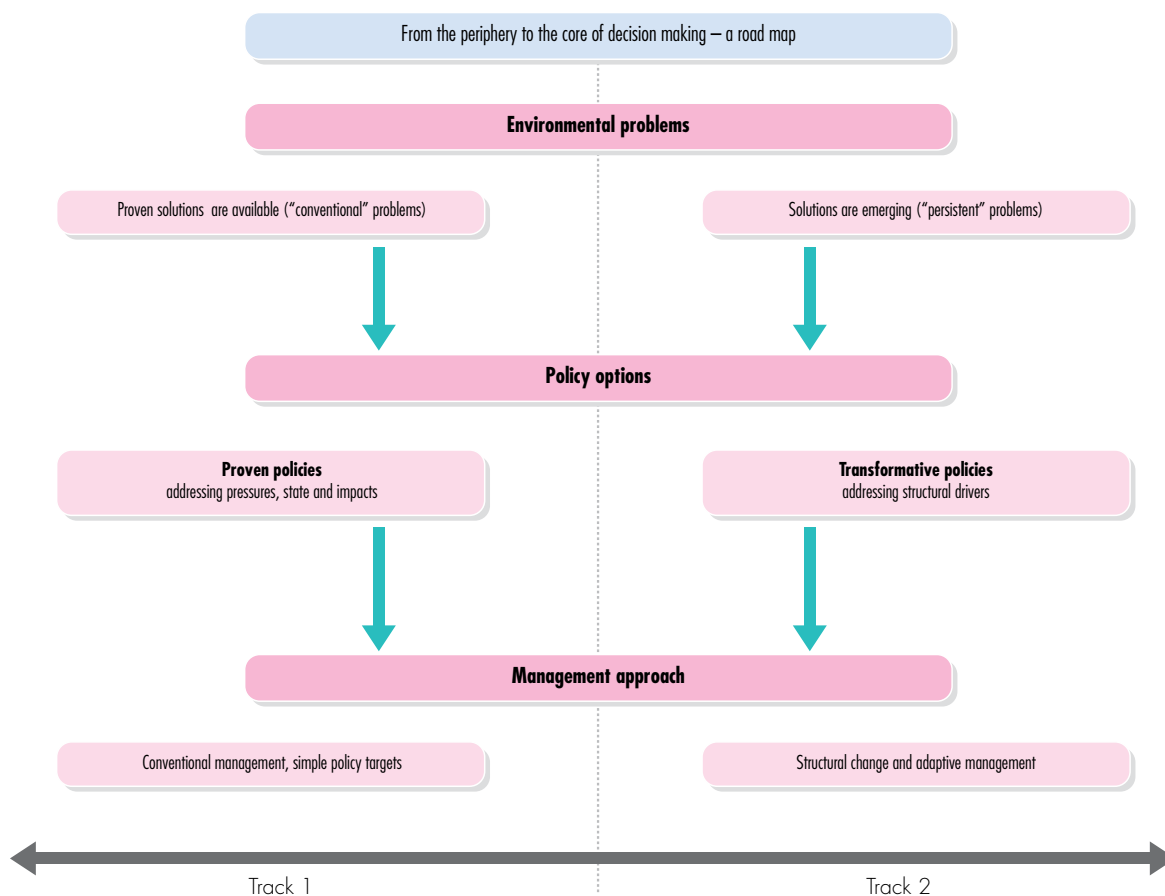 From the periphery to the core of decision making – a road map
Environmental problems
Proven solutions are available (“conventional” problems)
Solutions are emerging (“persistent” problems)
Policy options
Proven policies
addressing pressures, state and impacts
Transformative policies
addressing structural drivers
Management approach
Conventional management, simple policy targets
Structural change and adaptive management
Track 1
Track 2